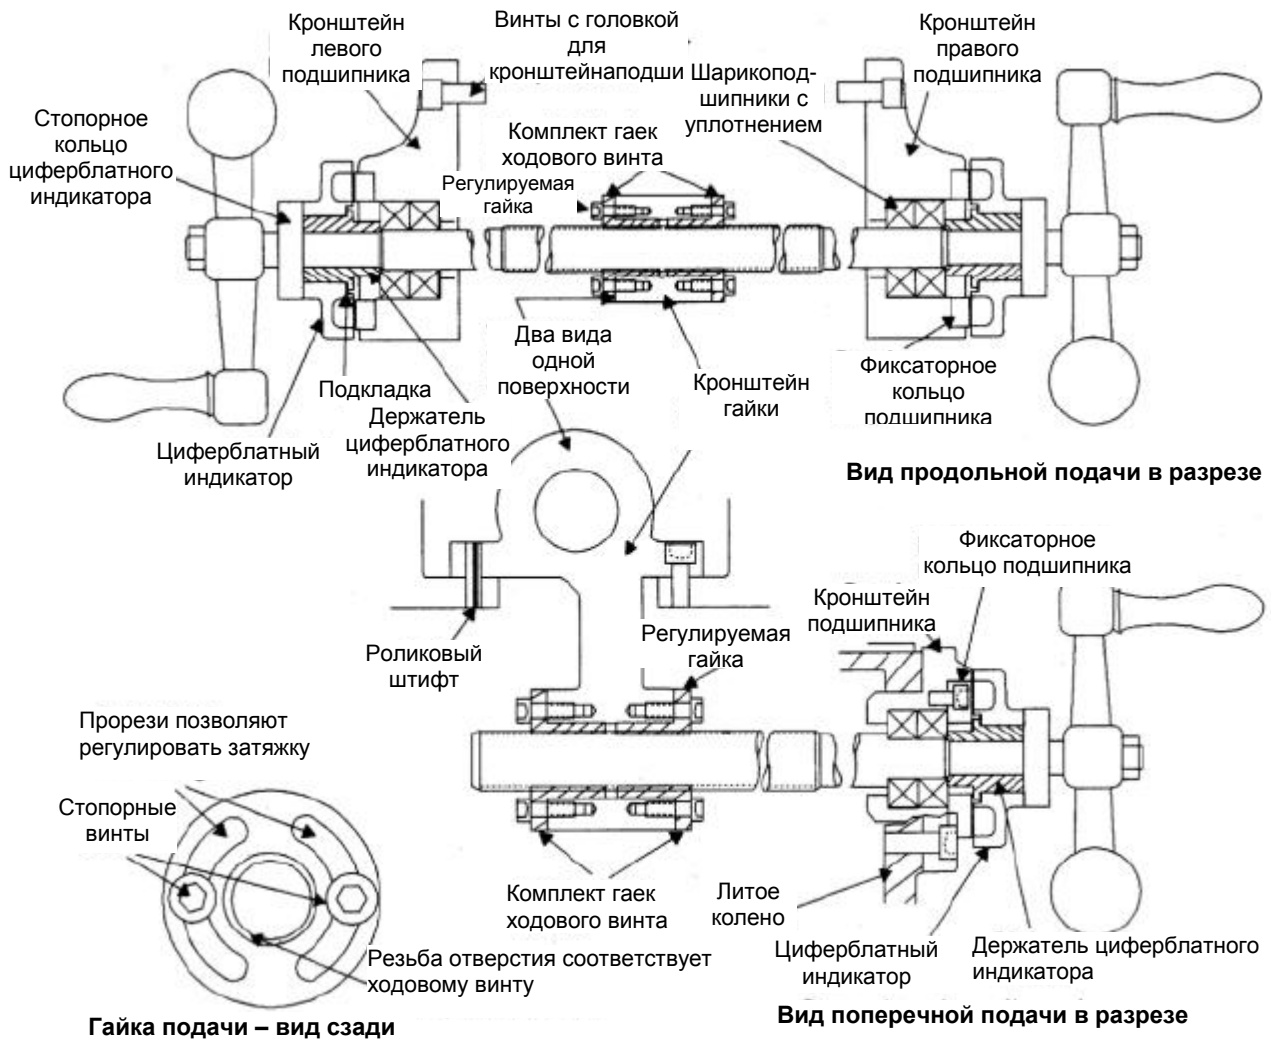 Кронштейн
левого
подшипника
Винты с головкой
для
кронштейнаподши
Шарикопод-
шипники с
уплотнением
Кронштейн
правого
подшипника
Стопорное
кольцо
циферблатного
индикатора
Комплект гаек
ходового винта
Регулируемая
гайка
Два вида
одной
поверхности
Кронштейн
гайки
Фиксаторное
кольцо
подшипника
Подкладка
Держатель
циферблатного
индикатора
Циферблатный
индикатор
Вид продольной подачи в разрезе
Фиксаторное
кольцо подшипника
Кронштейн
подшипника
Роликовый
штифт
Регулируемая
гайка
Прорези позволяют
регулировать затяжку
Стопорные
винты
Комплект гаек
ходового винта
Литое
колено
Резьба отверстия соответствует
ходовому винту
Циферблатный
индикатор
Держатель циферблатного
индикатора
Гайка подачи – вид сзади
Вид поперечной подачи в разрезе